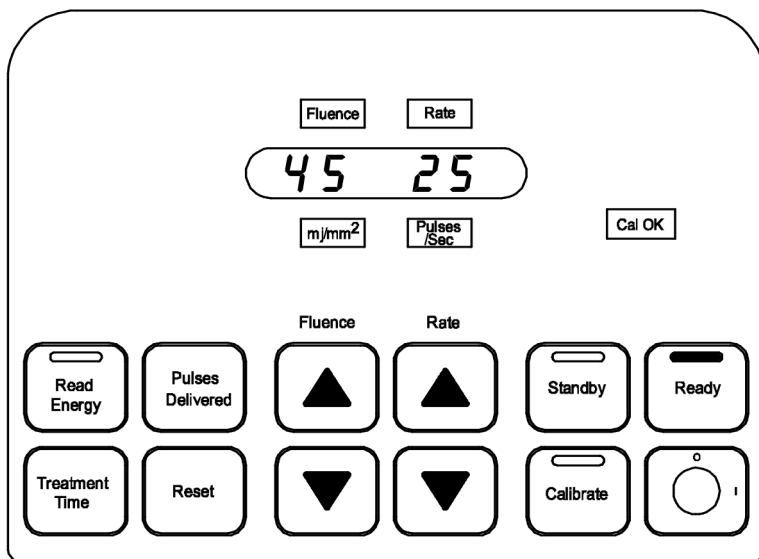 Fluence Rate
45 25
mj/mm² Pulses
/Sec
Cal OK
Fluence Rate
Read
Energy
Pulses
Delivered
Standby
Ready
Treatment
Time
Reset
Calibrate
O
I